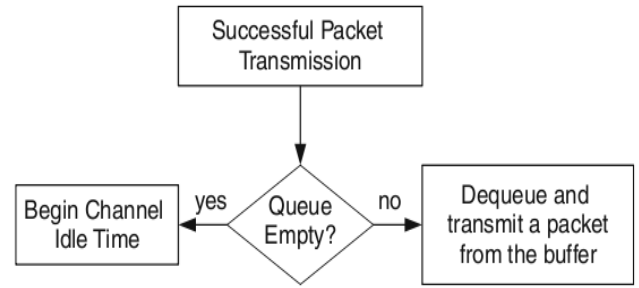 Successful Packet
Transmission
yes
no
Begin Channel
Idle Time
Queue
Empty?
Dequeue and
transmit a packet
from the buffer